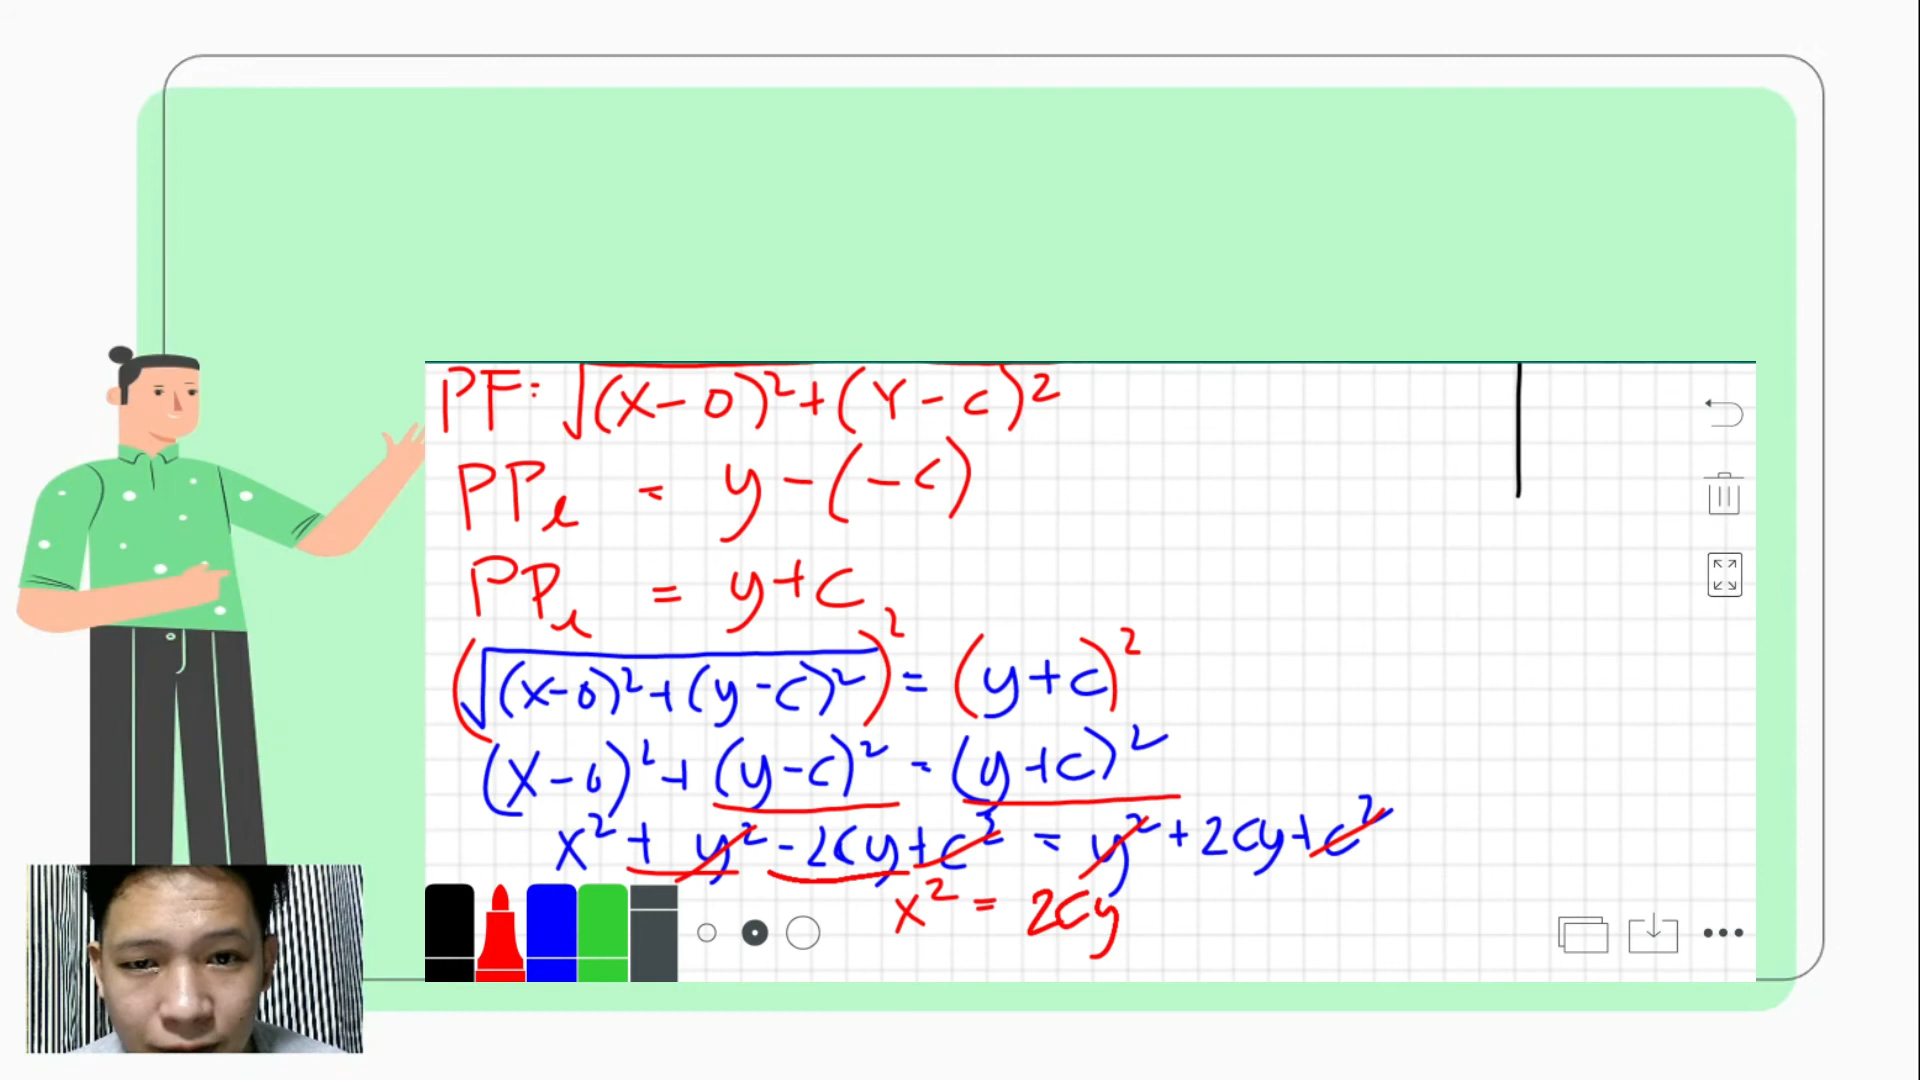 PF: √(x-0)²+(Y-c)²
PPℓ = y-(-c)
PPℓ = y+c
(√(x-0)²+(y-c)²)² = (y+c)²
(x-0)²+(y-c)² = (y+c)²
x²+y²-2cy+c² = y²+2cy+c²
x² = 2cy